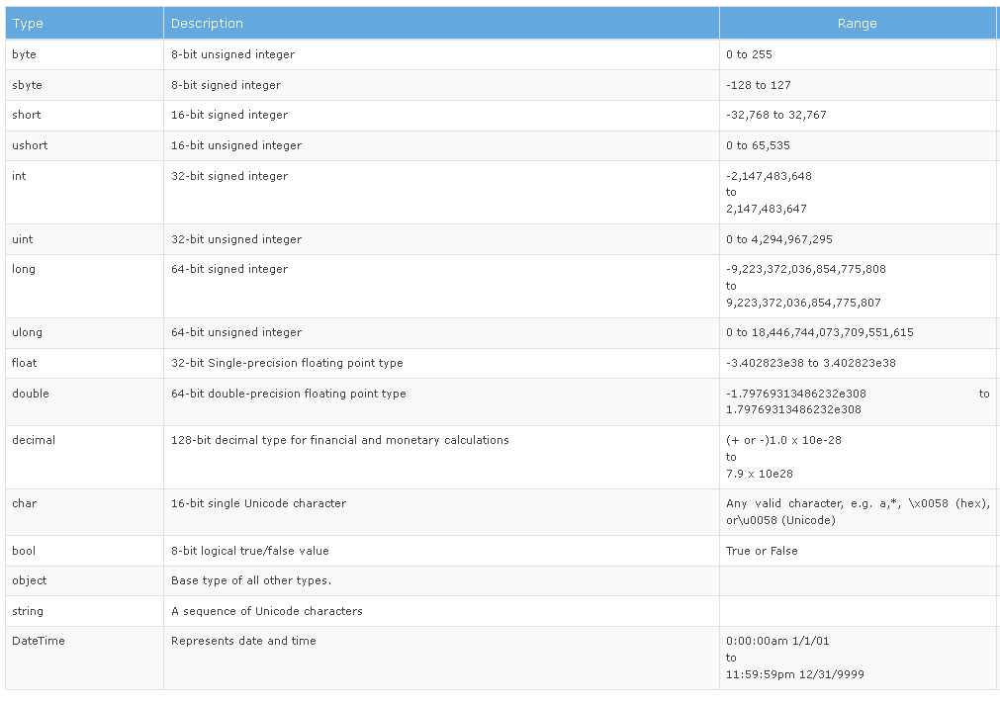 Type Description Range
byte 8-bit unsigned integer 0 to 255
sbyte 8-bit signed integer -128 to 127
short 16-bit signed integer -32,768 to 32,767
ushort 16-bit unsigned integer 0 to 65,535
int 32-bit signed integer -2,147,483,648
to
2,147,483,647
uint 32-bit unsigned integer 0 to 4,294,967,295
long 64-bit signed integer -9,223,372,036,854,775,808
to
9,223,372,036,854,775,807
ulong 64-bit unsigned integer 0 to 18,446,744,073,709,551,615
float 32-bit Single-precision floating point type -3.402823e38 to 3.402823e38
double 64-bit double-precision floating point type -1.79769313486232e308 to
1.79769313486232e308
decimal 128-bit decimal type for financial and monetary calculations (+ or -)1.0 x 10e-28
to
7.9 x 10e28
char 16-bit single Unicode character Any valid character, e.g. a,*, \x0058 (hex),
or\u0058 (Unicode)
bool 8-bit logical true/false value True or False
object Base type of all other types.
string A sequence of Unicode characters
DateTime Represents date and time 0:00:00am 1/1/01
to
11:59:59pm 12/31/9999